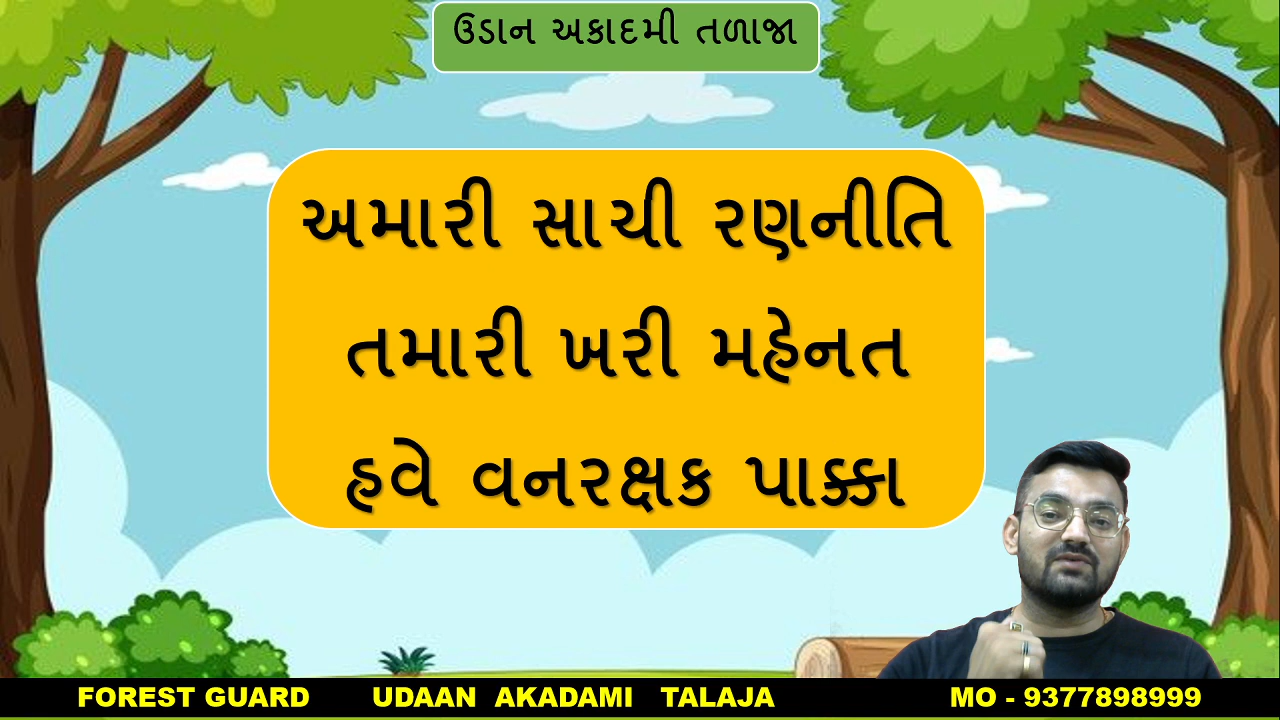 ઉડાન અકાદમી તળાજા
અમારી સાચી રણનીતિ
તમારી ખરી મહેનત
હવે વનરક્ષક પાક્કા
FOREST GUARD UDAAN AKADAMI TALAJA MO - 9377898999